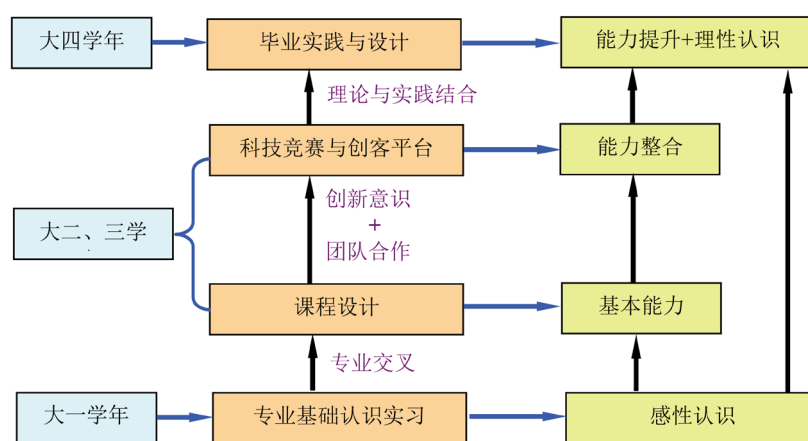 大四学年
毕业实践与设计
能力提升+理性认识
理论与实践结合
科技竞赛与创客平台
能力整合
创新意识
+
团队合作
大二、三学
课程设计
基本能力
专业交叉
大一学年
专业基础认识实习
感性认识